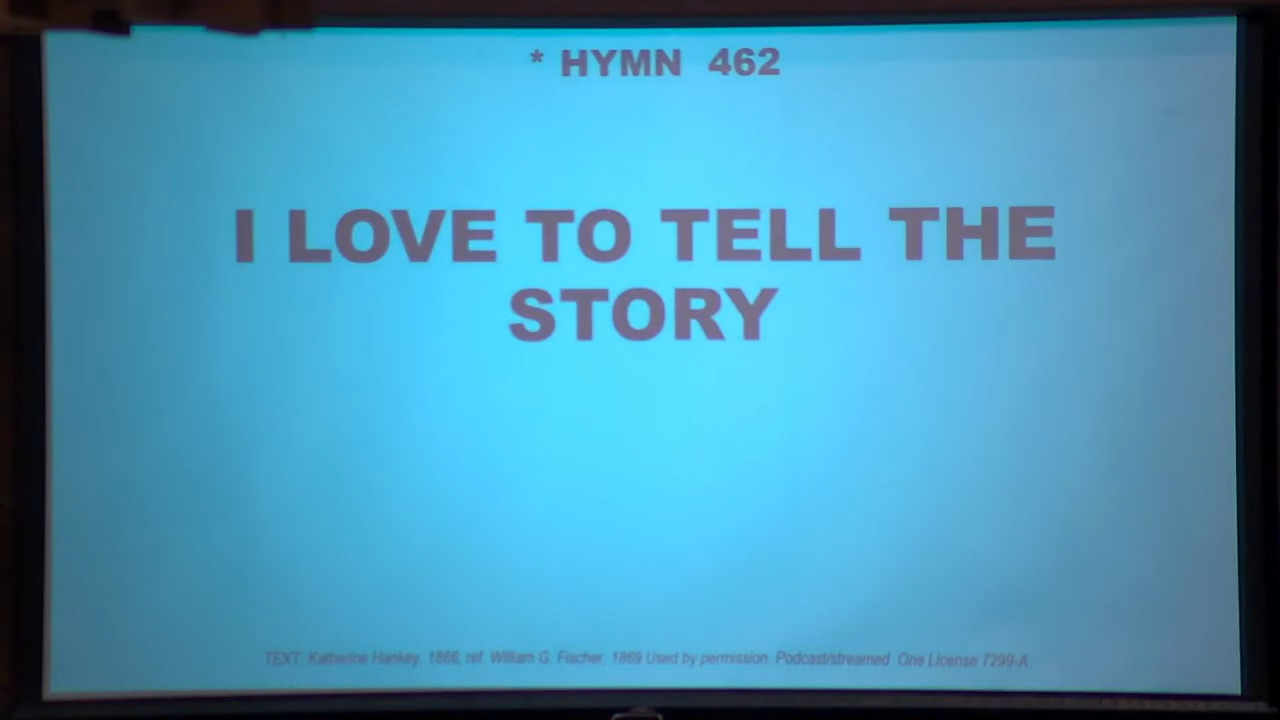 * HYMN 462
I LOVE TO TELL THE
STORY
TEXT: Katherine Hankey, 1866, ref. William G. Fischer, 1869 Used by permission. Podcast/streamed One License 7299-A